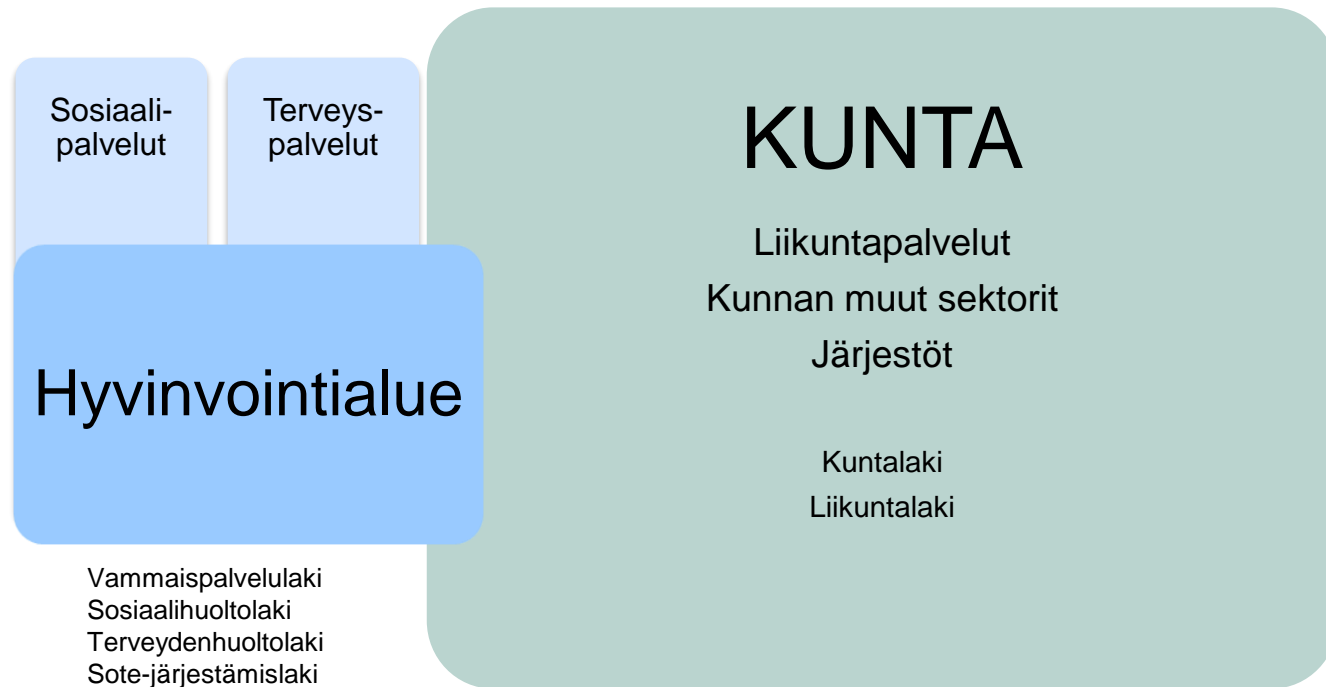 Sosiaali-
palvelut
Terveys-
palvelut
Hyvinvointialue
Vammaispalvelulaki
Sosiaalihuoltolaki
Terveydenhuoltolaki
Sote-järjestämislaki
KUNTA
Liikuntapalvelut
Kunnan muut sektorit
Järjestöt
Kuntalaki
Liikuntalaki